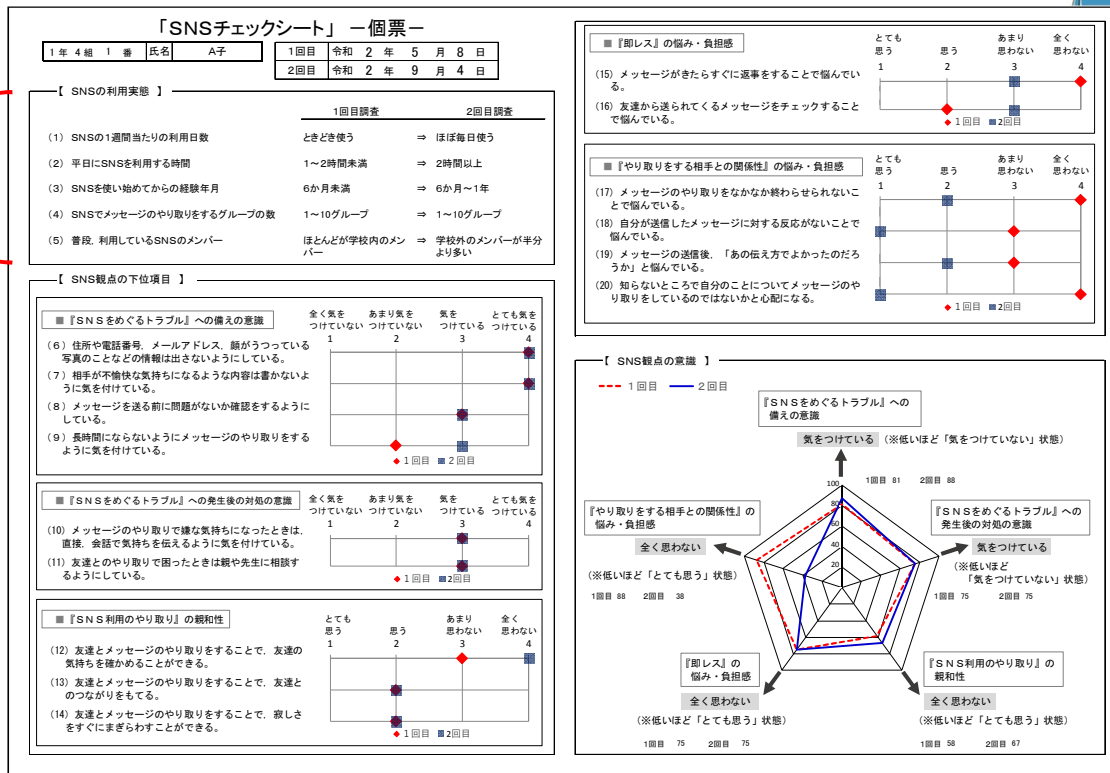 「SNSチェックシート」 －個票－
1年 4組 1 番 氏名 A子
1回目 令和 2 年 5 月 8 日
2回目 令和 2 年 9 月 4 日
【 SNSの利用実態 】
1回目調査 2回目調査
(1) SNSの1週間当たりの利用日数 ときどき使う ⇒ ほぼ毎日使う
(2) 平日にSNSを利用する時間 1～2時間未満 ⇒ 2時間以上
(3) SNSを使い始めてからの経験年月 6か月未満 ⇒ 6か月～1年
(4) SNSでメッセージのやり取りをするグループの数 1～10グループ ⇒ 1～10グループ
(5) 普段，利用しているSNSのメンバー ほとんどが学校内のメン ⇒ 学校外のメンバーが半分
バー より多い
【 SNS観点の下位項目 】
■『SNSをめぐるトラブル』への備えの意識
全く気を あまり気を 気を とても気を
つけていない つけていない つけている つけている
1 2 3 4
(6) 住所や電話番号，メールアドレス，顔がうつっている
写真のことなどの情報は出さないようにしている。
(7) 相手が不愉快な気持ちになるような内容は書かないよ
うに気を付けている。
(8) メッセージを送る前に問題がないか確認をするように
している。
(9) 長時間にならないようにメッセージのやり取りをする
ように気を付けている。
◆ 1回目 ■ 2回目
■『SNSをめぐるトラブル』への発生後の対処の意識
全く気を あまり気を 気を とても気を
つけていない つけていない つけている つけている
1 2 3 4
(10) メッセージのやり取りで嫌な気持ちになったときは，
直接，会話で気持ちを伝えるように気を付けている。
(11) 友達とのやり取りで困ったときは親や先生に相談す
るようにしている。
◆ 1回目 ■2回目
■『SNS利用のやり取り』の親和性
とても あまり 全く
思う 思う 思わない 思わない
1 2 3 4
(12) 友達とメッセージのやり取りをすることで，友達の
気持ちを確かめることができる。
(13) 友達とメッセージのやり取りをすることで，友達と
のつながりをもてる。
(14) 友達とメッセージのやり取りをすることで，寂しさ
をすぐにまぎらわすことができる。
◆ 1回目 ■2回目
■『即レス』の悩み・負担感
とても あまり 全く
思う 思う 思わない 思わない
1 2 3 4
(15) メッセージがきたらすぐに返事をすることで悩んでい
る。
(16) 友達から送られてくるメッセージをチェックすること
で悩んでいる。
◆ 1回目 ■2回目
■『やり取りをする相手との関係性』の悩み・負担感
とても あまり 全く
思う 思う 思わない 思わない
1 2 3 4
(17) メッセージのやり取りをなかなか終わらせられないこ
とで悩んでいる。
(18) 自分が送信したメッセージに対する反応がないことで
悩んでいる。
(19) メッセージの送信後，「あの伝え方でよかったのだろ
うか」と悩んでいる。
(20) 知らないところで自分のことについてメッセージのや
り取りをしているのではないかと心配になる。
◆ 1回目 ■2回目
【 SNS観点の意識 】
1回目 2回目
『SNSをめぐるトラブル』への
備えの意識
気をつけている (※低いほど「気をつけていない」状態)
1回目 81 2回目 88
100
80
60
40
20
『やり取りをする相手との関係性』の
悩み・負担感
全く思わない
(※低いほど「とても思う」状態)
1回目 88 2回目 38
『SNSをめぐるトラブル』への
発生後の対処の意識
気をつけている
(※低いほど
「気をつけていない」状態)
1回目 75 2回目 75
『即レス』の
悩み・負担感
全く思わない
(※低いほど「とても思う」状態)
1回目 75 2回目 75
『SNS利用のやり取り』の
親和性
全く思わない
(※低いほど「とても思う」状態)
1回目 58 2回目 67